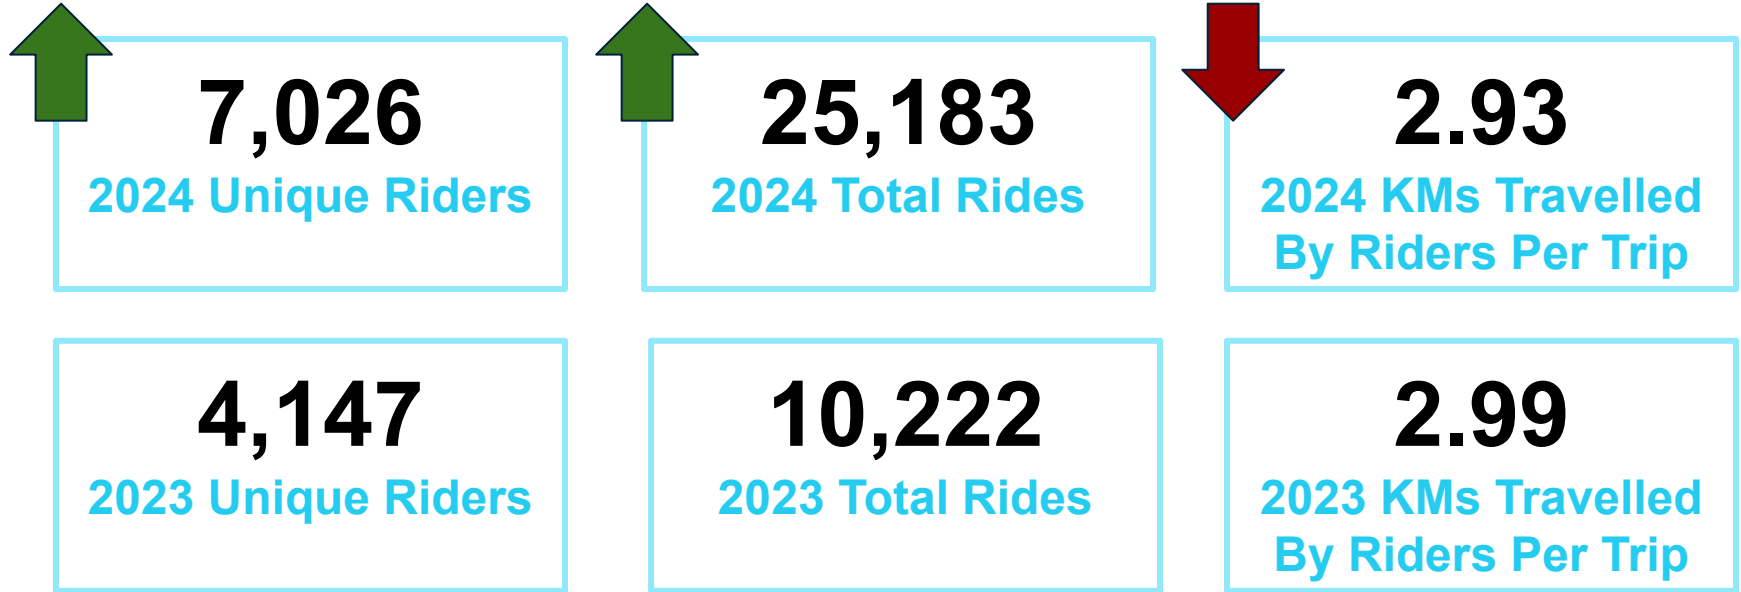 7,026
2024 Unique Riders
25,183
2024 Total Rides
2.93
2024 KMs Travelled
By Riders Per Trip
4,147
2023 Unique Riders
10,222
2023 Total Rides
2.99
2023 KMs Travelled
By Riders Per Trip